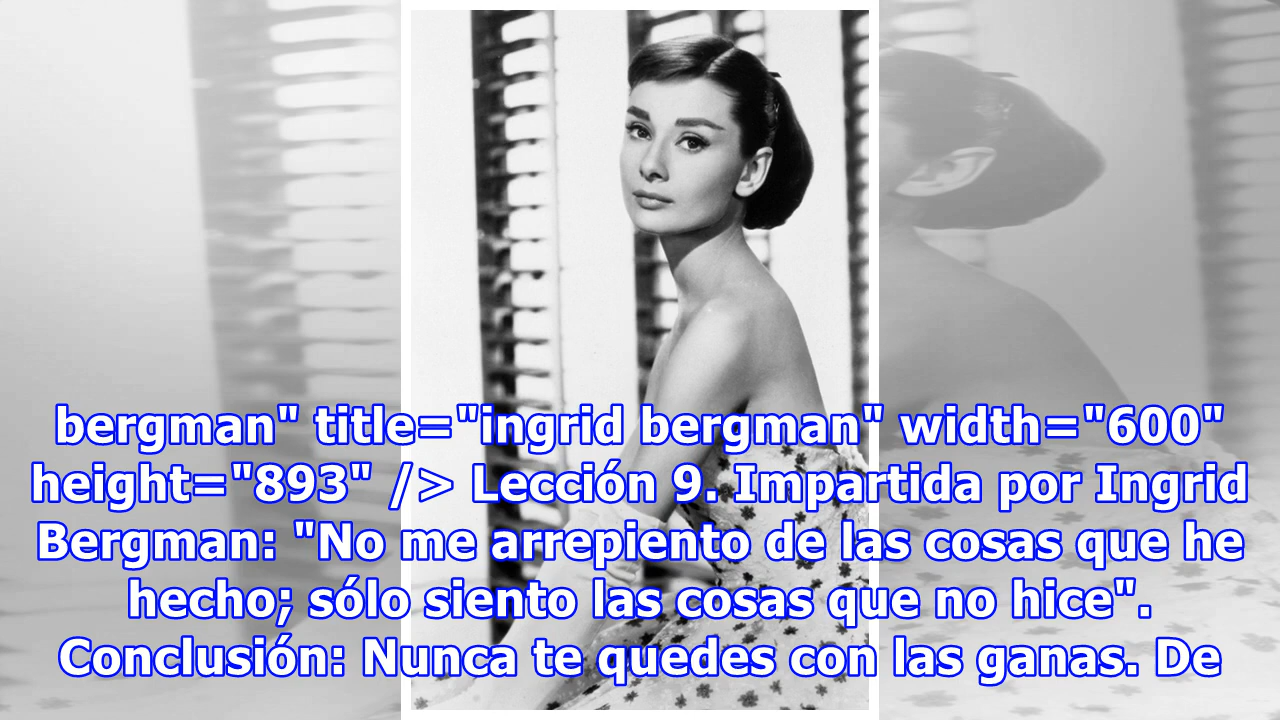 bergman" title="ingrid bergman" width="600"
height="893" /> Lección 9. Impartida por Ingrid
Bergman: "No me arrepiento de las cosas que he
hecho; sólo siento las cosas que no hice".
Conclusión: Nunca te quedes con las ganas. De